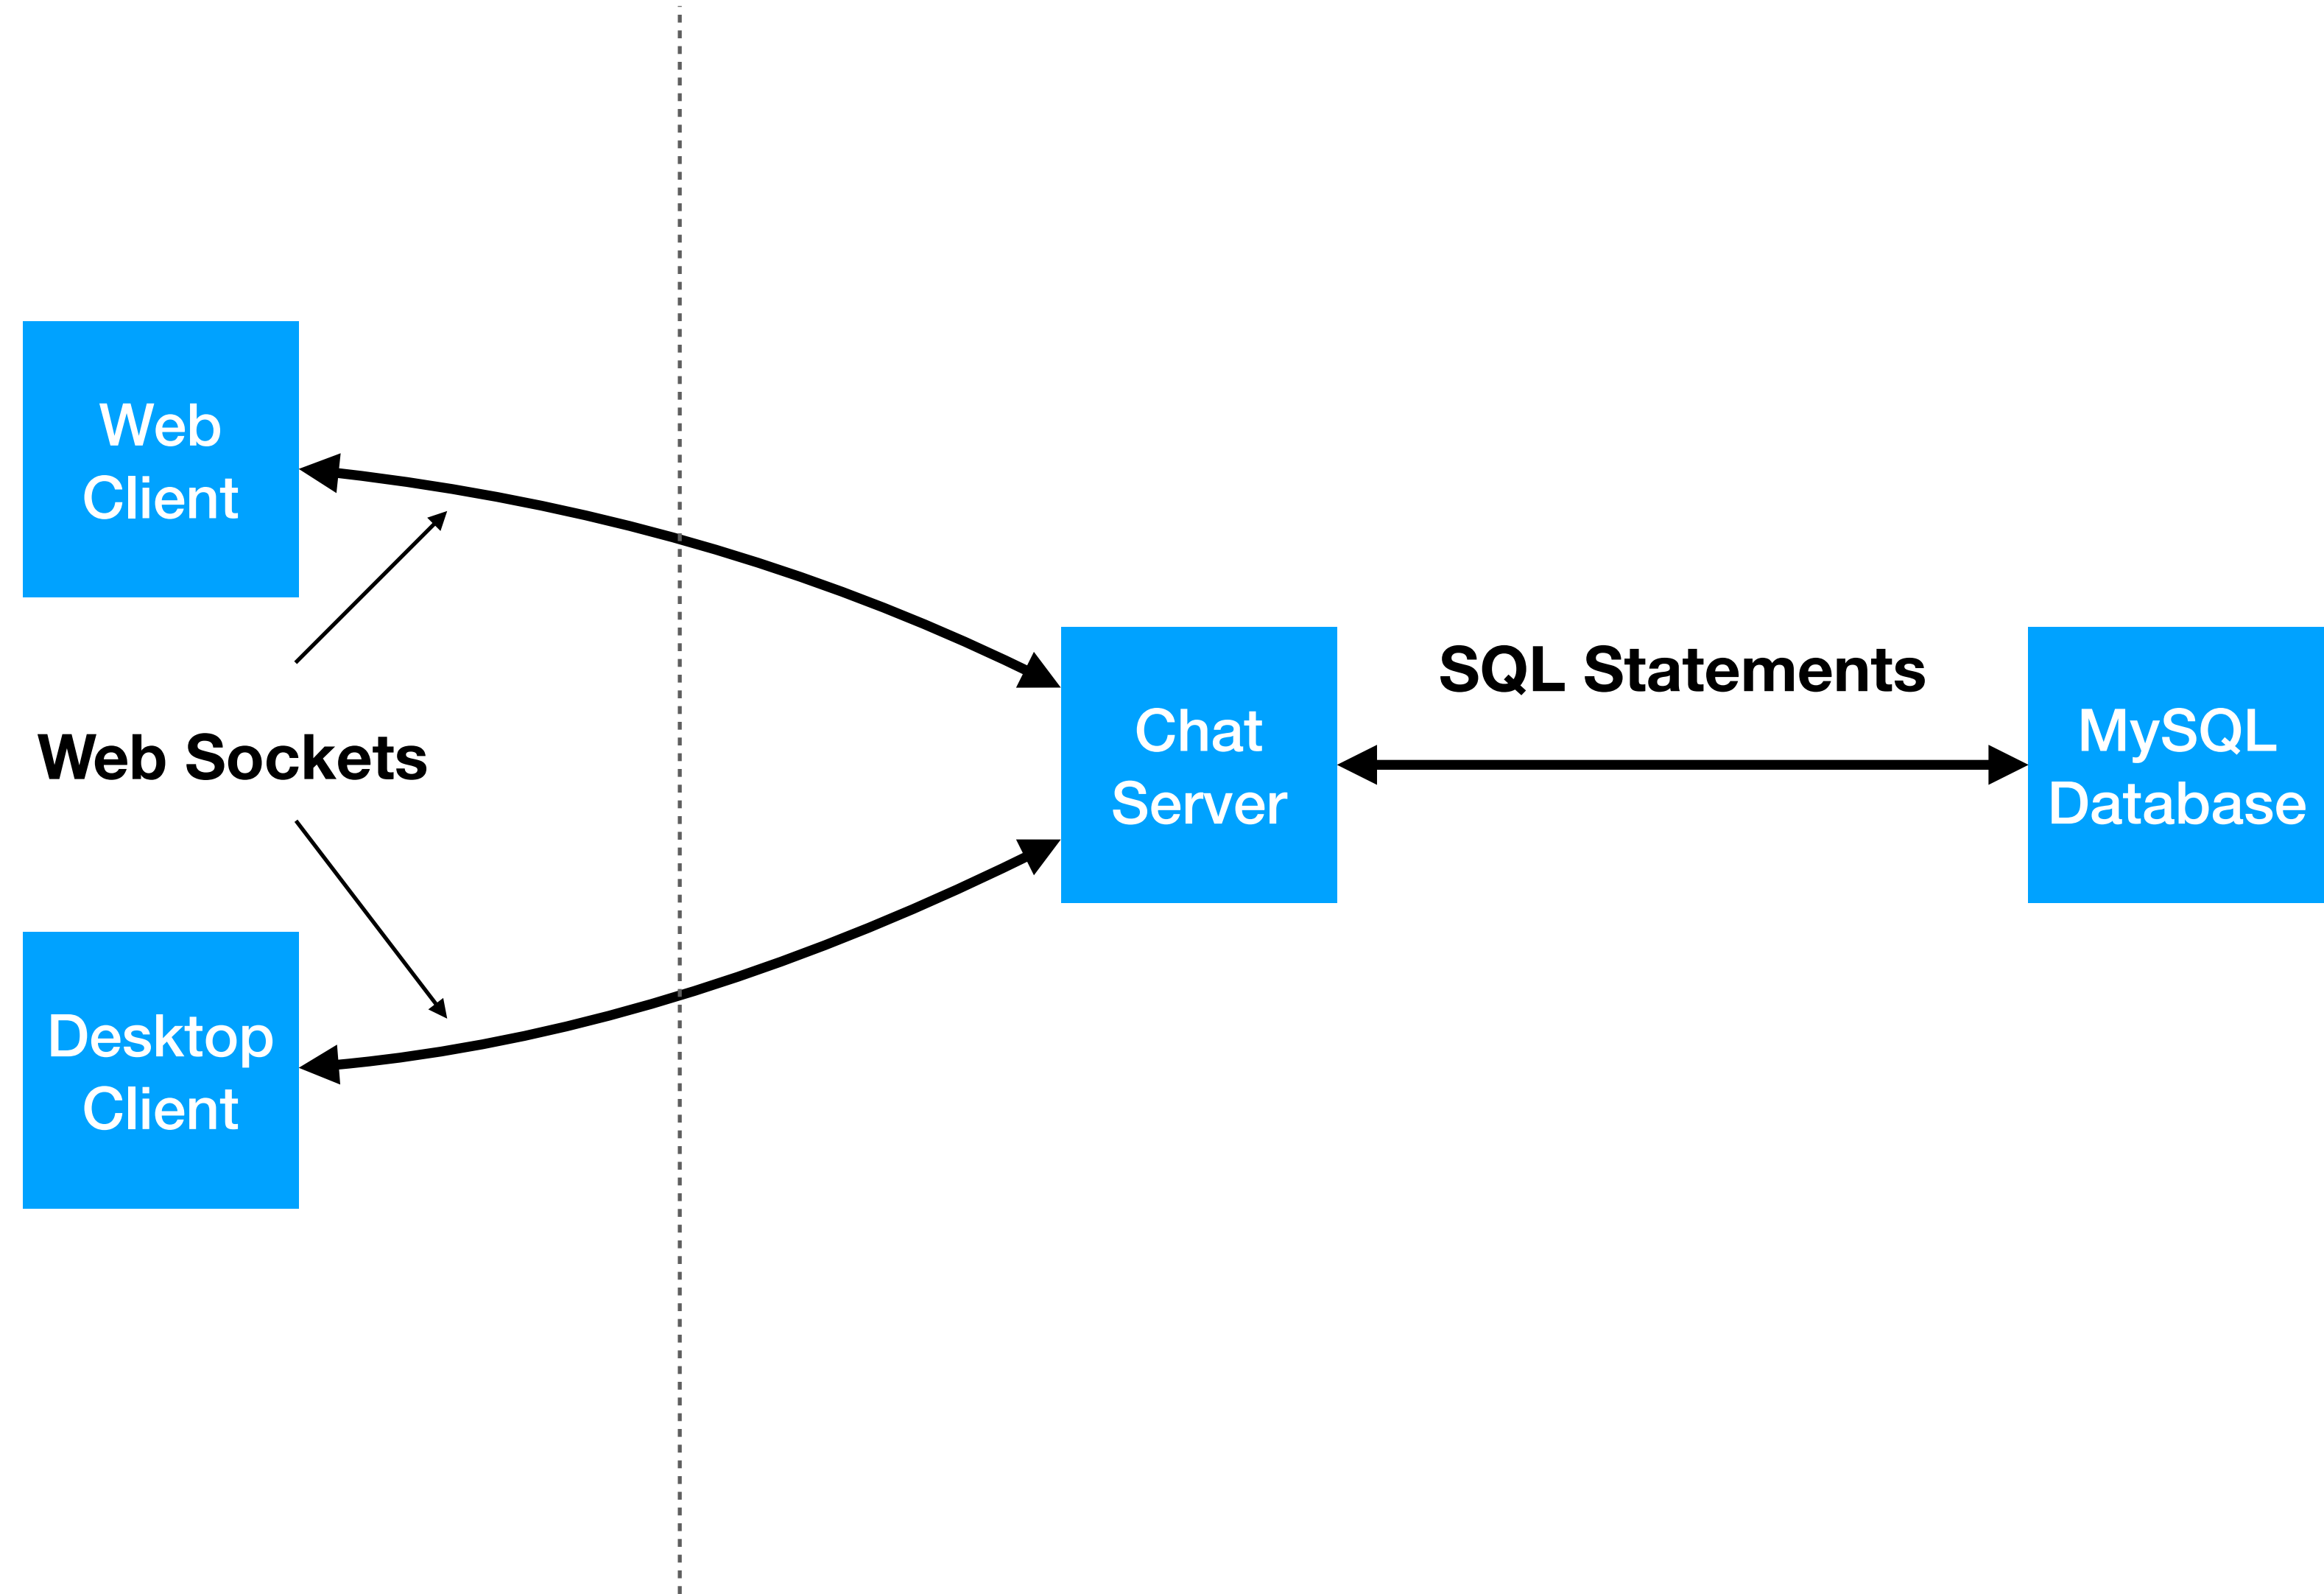 Web
Client
Web Sockets
Desktop
Client
Chat
Server
SQL Statements
MySQL
Database